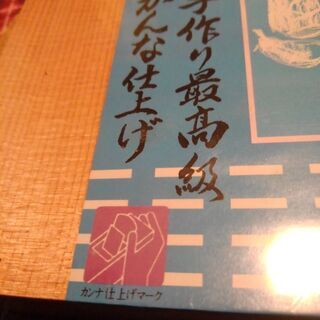 手作り最高級
かんな仕上げ
カンナ仕上げマーク